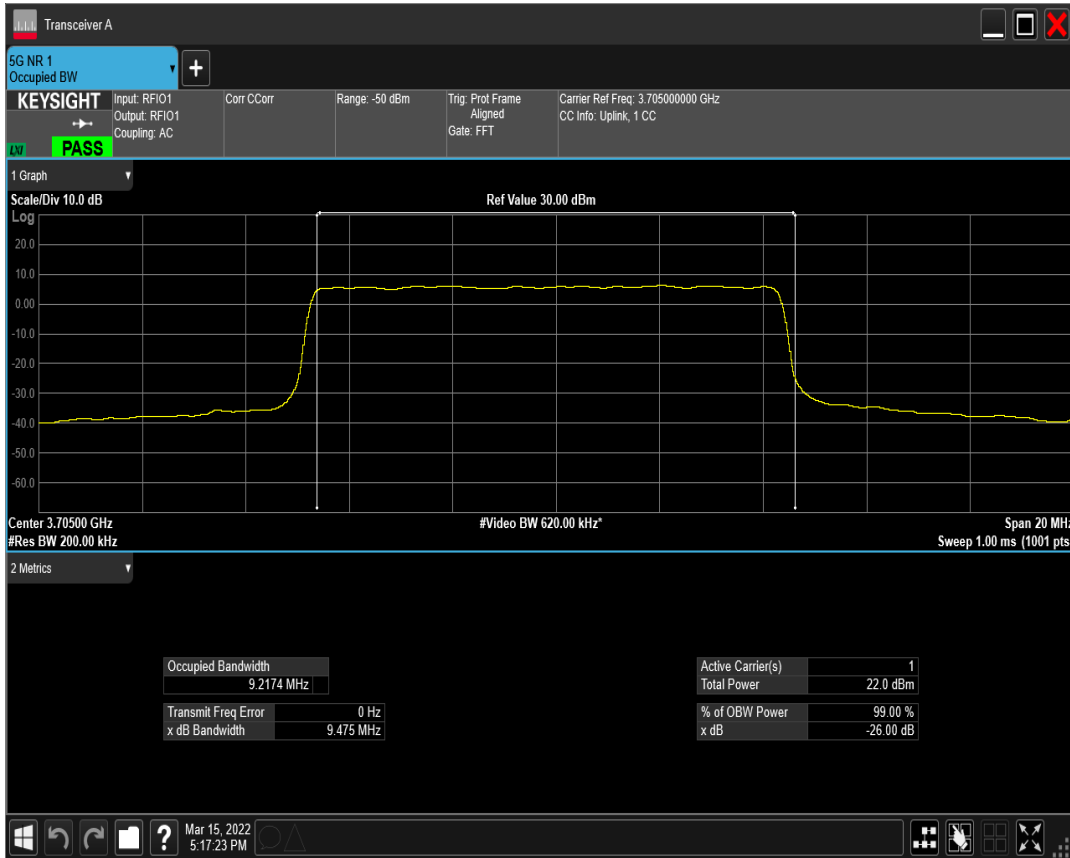 Transceiver A
5G NR 1
Occupied BW
+
KEYSIGHT
LXI
PASS
Input: RFIO1
Output: RFIO1
Coupling: AC
Corr CCorr
Range: -50 dBm
Trig: Prot Frame
Aligned
Gate: FFT
Carrier Ref Freq: 3.705000000 GHz
CC Info: Uplink, 1 CC
1 Graph
Scale/Div 10.0 dB
Ref Value 30.00 dBm
Log
20.0
10.0
0.00
-10.0
-20.0
-30.0
-40.0
-50.0
-60.0
Center 3.70500 GHz
#Video BW 620.00 kHz*
Span 20 MHz
#Res BW 200.00 kHz
Sweep 1.00 ms (1001 pts
2 Metrics
Occupied Bandwidth
9.2174 MHz
Transmit Freq Error 0 Hz
x dB Bandwidth 9.475 MHz
Active Carrier(s) 1
Total Power 22.0 dBm
% of OBW Power 99.00 %
x dB -26.00 dB
?
Mar 15, 2022
5:17:23 PM